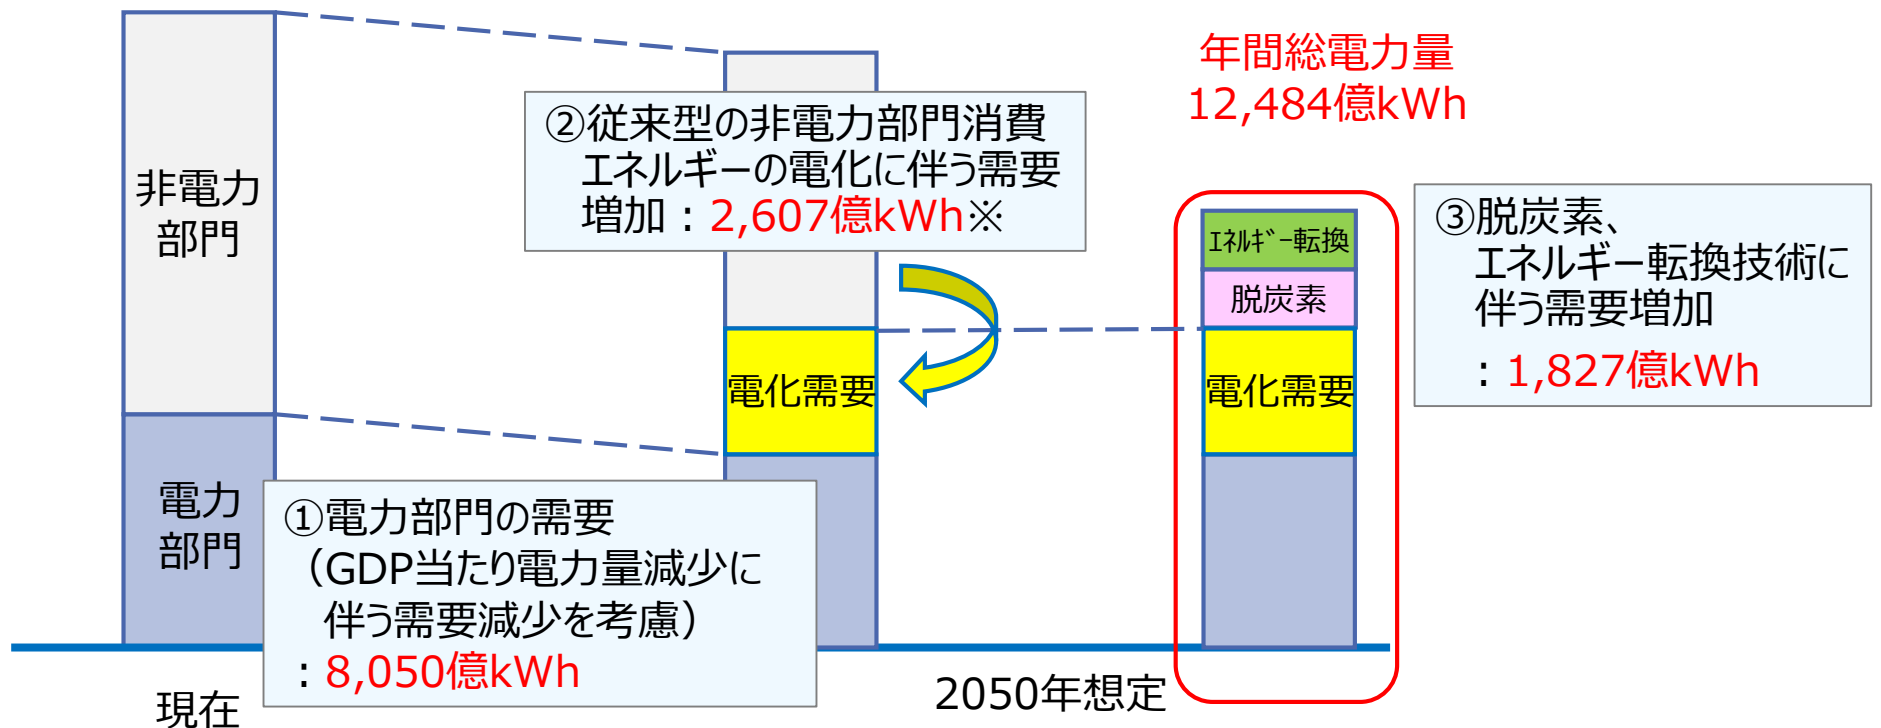 非電力
部門
電力
部門
現在
①電力部門の需要
（GDP当たり電力量減少に
伴う需要減少を考慮）
：8,050億kWh
②従来型の非電力部門消費
エネルギーの電化に伴う需要
増加：2,607億kWh※
電化需要
2050年想定
年間総電力量
12,484億kWh
ｴﾈﾙｷﾞｰ転換
脱炭素
電化需要
③脱炭素、
エネルギー転換技術に
伴う需要増加
：1,827億kWh